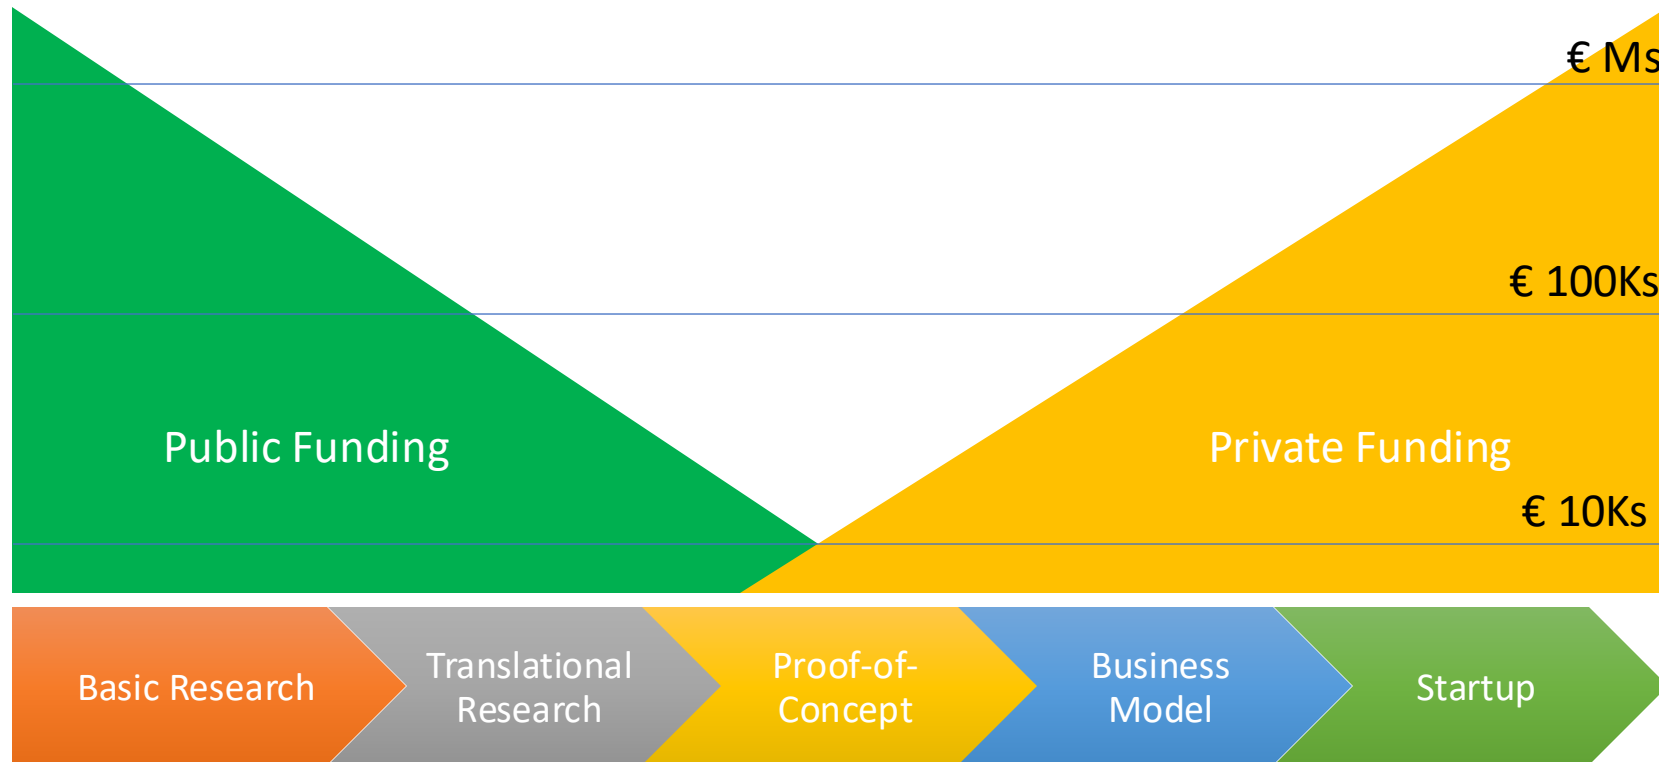 € Ms
€ 100Ks
Public Funding
Private Funding
€ 10Ks
Basic Research
Translational
Research
Proof-of-
Concept
Business
Model
Startup